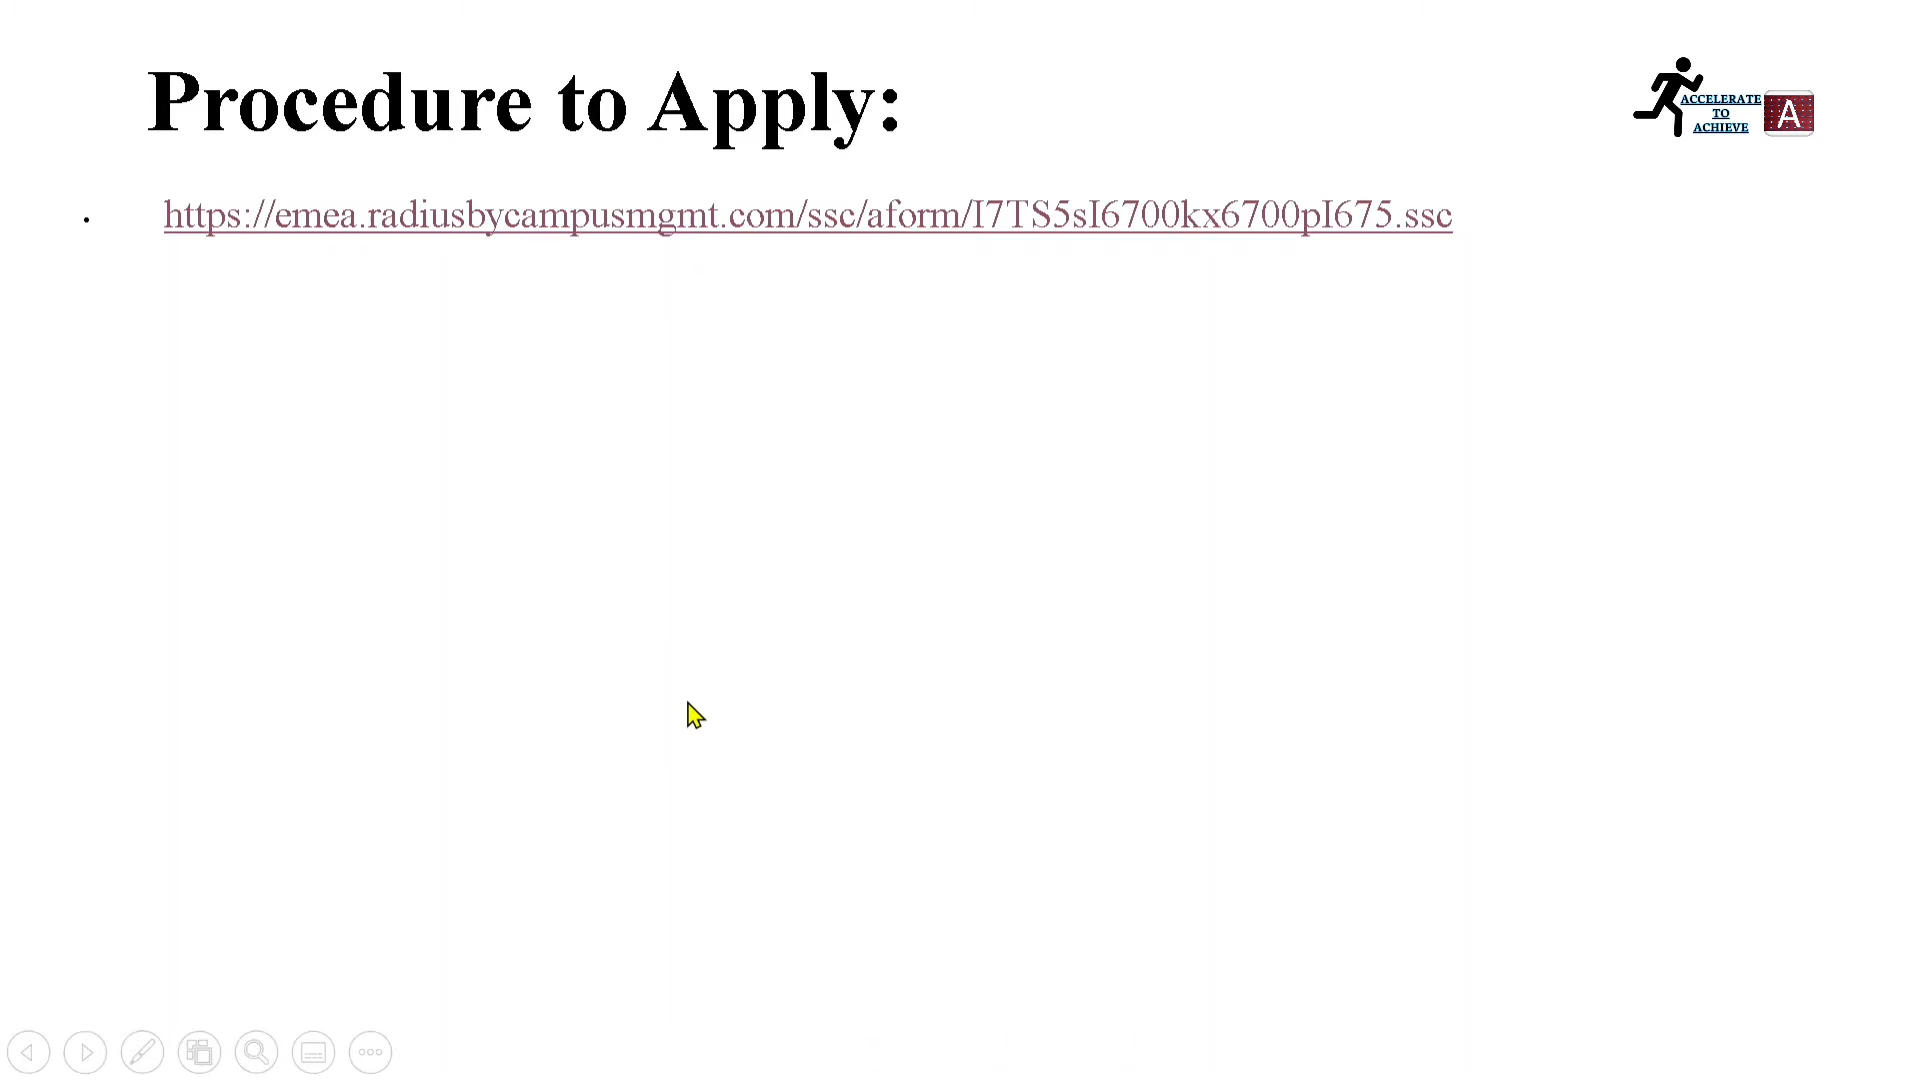 Procedure to Apply:
ACCELERATE
TO
ACHIEVE
A
• https://emea.radiusbycampusmgmt.com/ssc/aform/I7TS5sI6700kx6700pI675.ssc